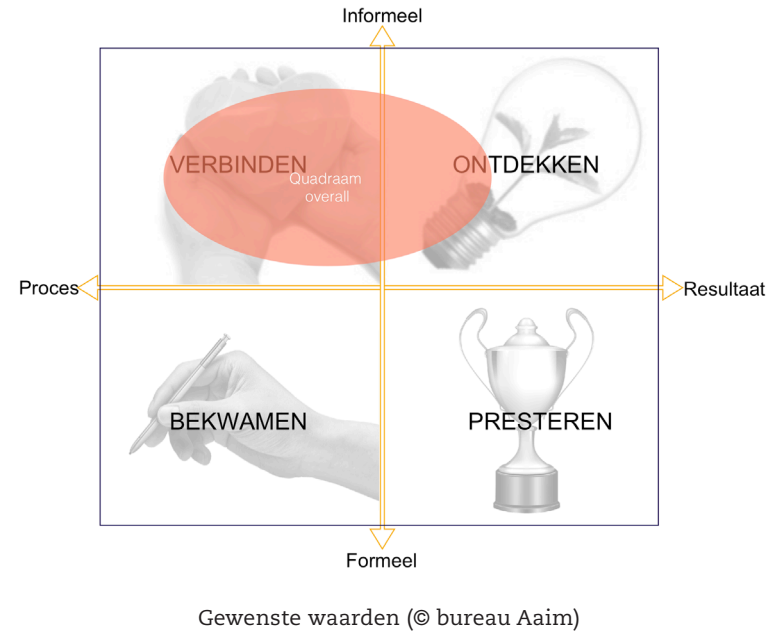 Informeel
VERBINDEN
ONTDEKKEN
Quadraam
overall
Proces
Resultaat
BEKWAMEN
PRESTEREN
Formeel
Gewenste waarden (© bureau Aaim)